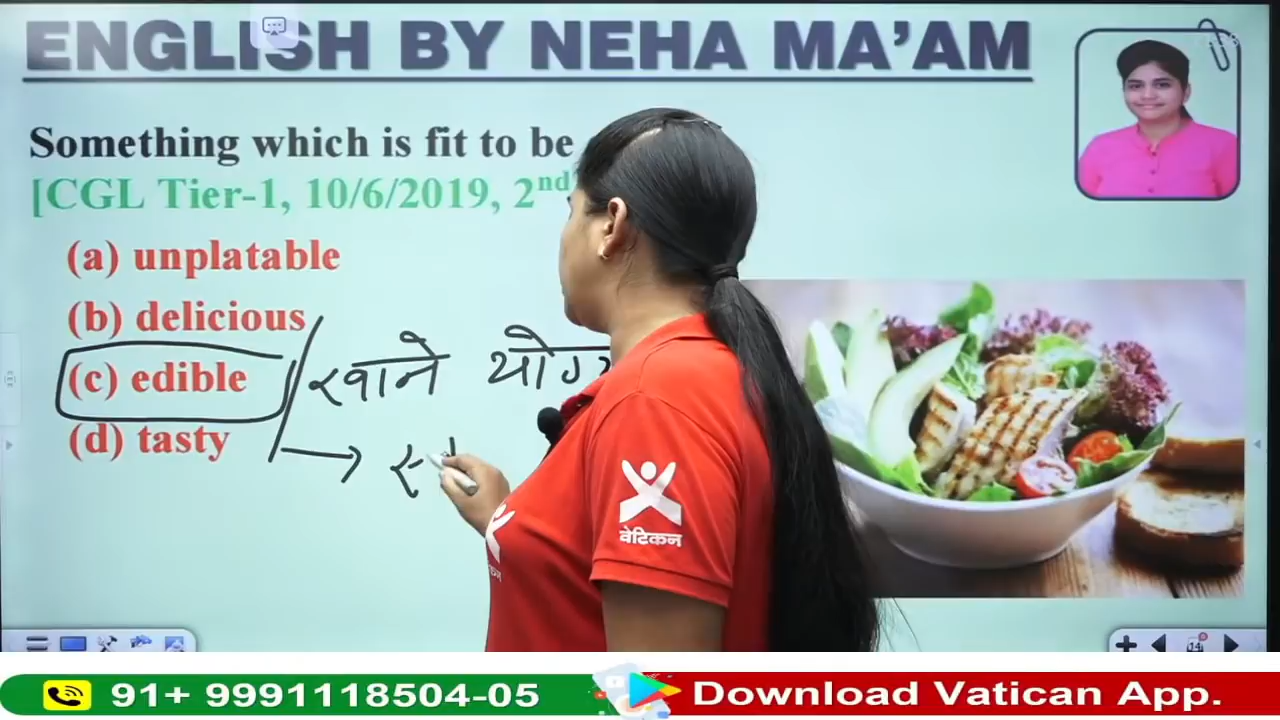 ENGLISH BY NEHA MA’AM
Something which is fit to be
[CGL Tier-1, 10/6/2019, 2nd
(a) unplatable
(b) delicious
(c) edible
खाने योग्य
(d) tasty
वेटिकन
91+ 9991118504-05
Download Vatican App.